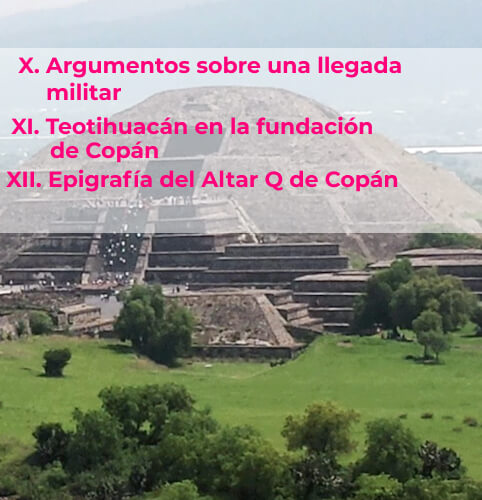 X. Argumentos sobre una llegada
militar
XI. Teotihuacán en la fundación
de Copán
XII. Epigrafía del Altar Q de Copán